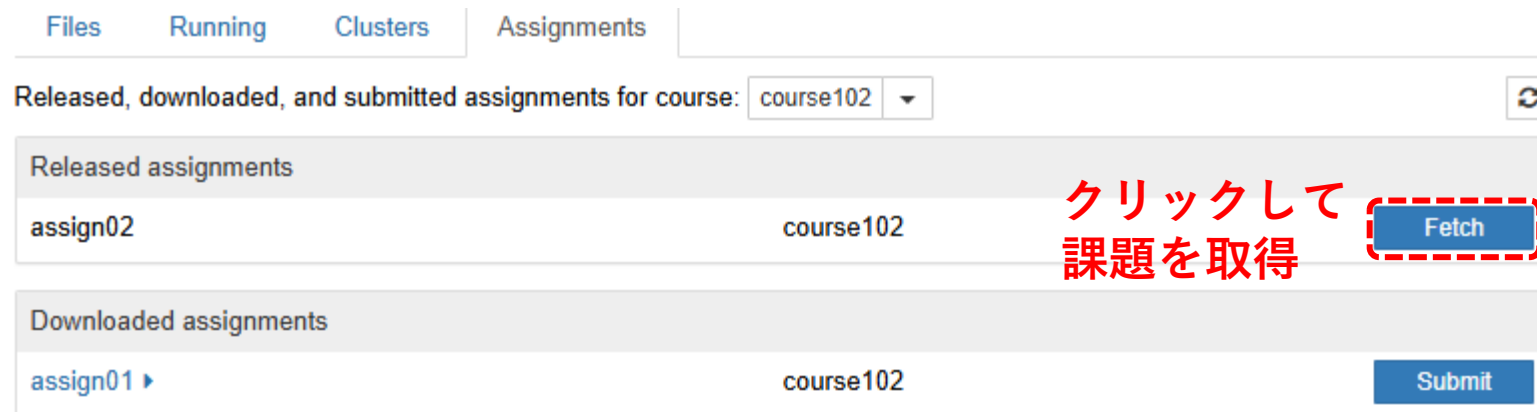 Files Running Clusters Assignments
Released, downloaded, and submitted assignments for course: course102
Released assignments
assign02 course102 Fetch
クリックして
課題を取得
Downloaded assignments
assign01 course102 Submit